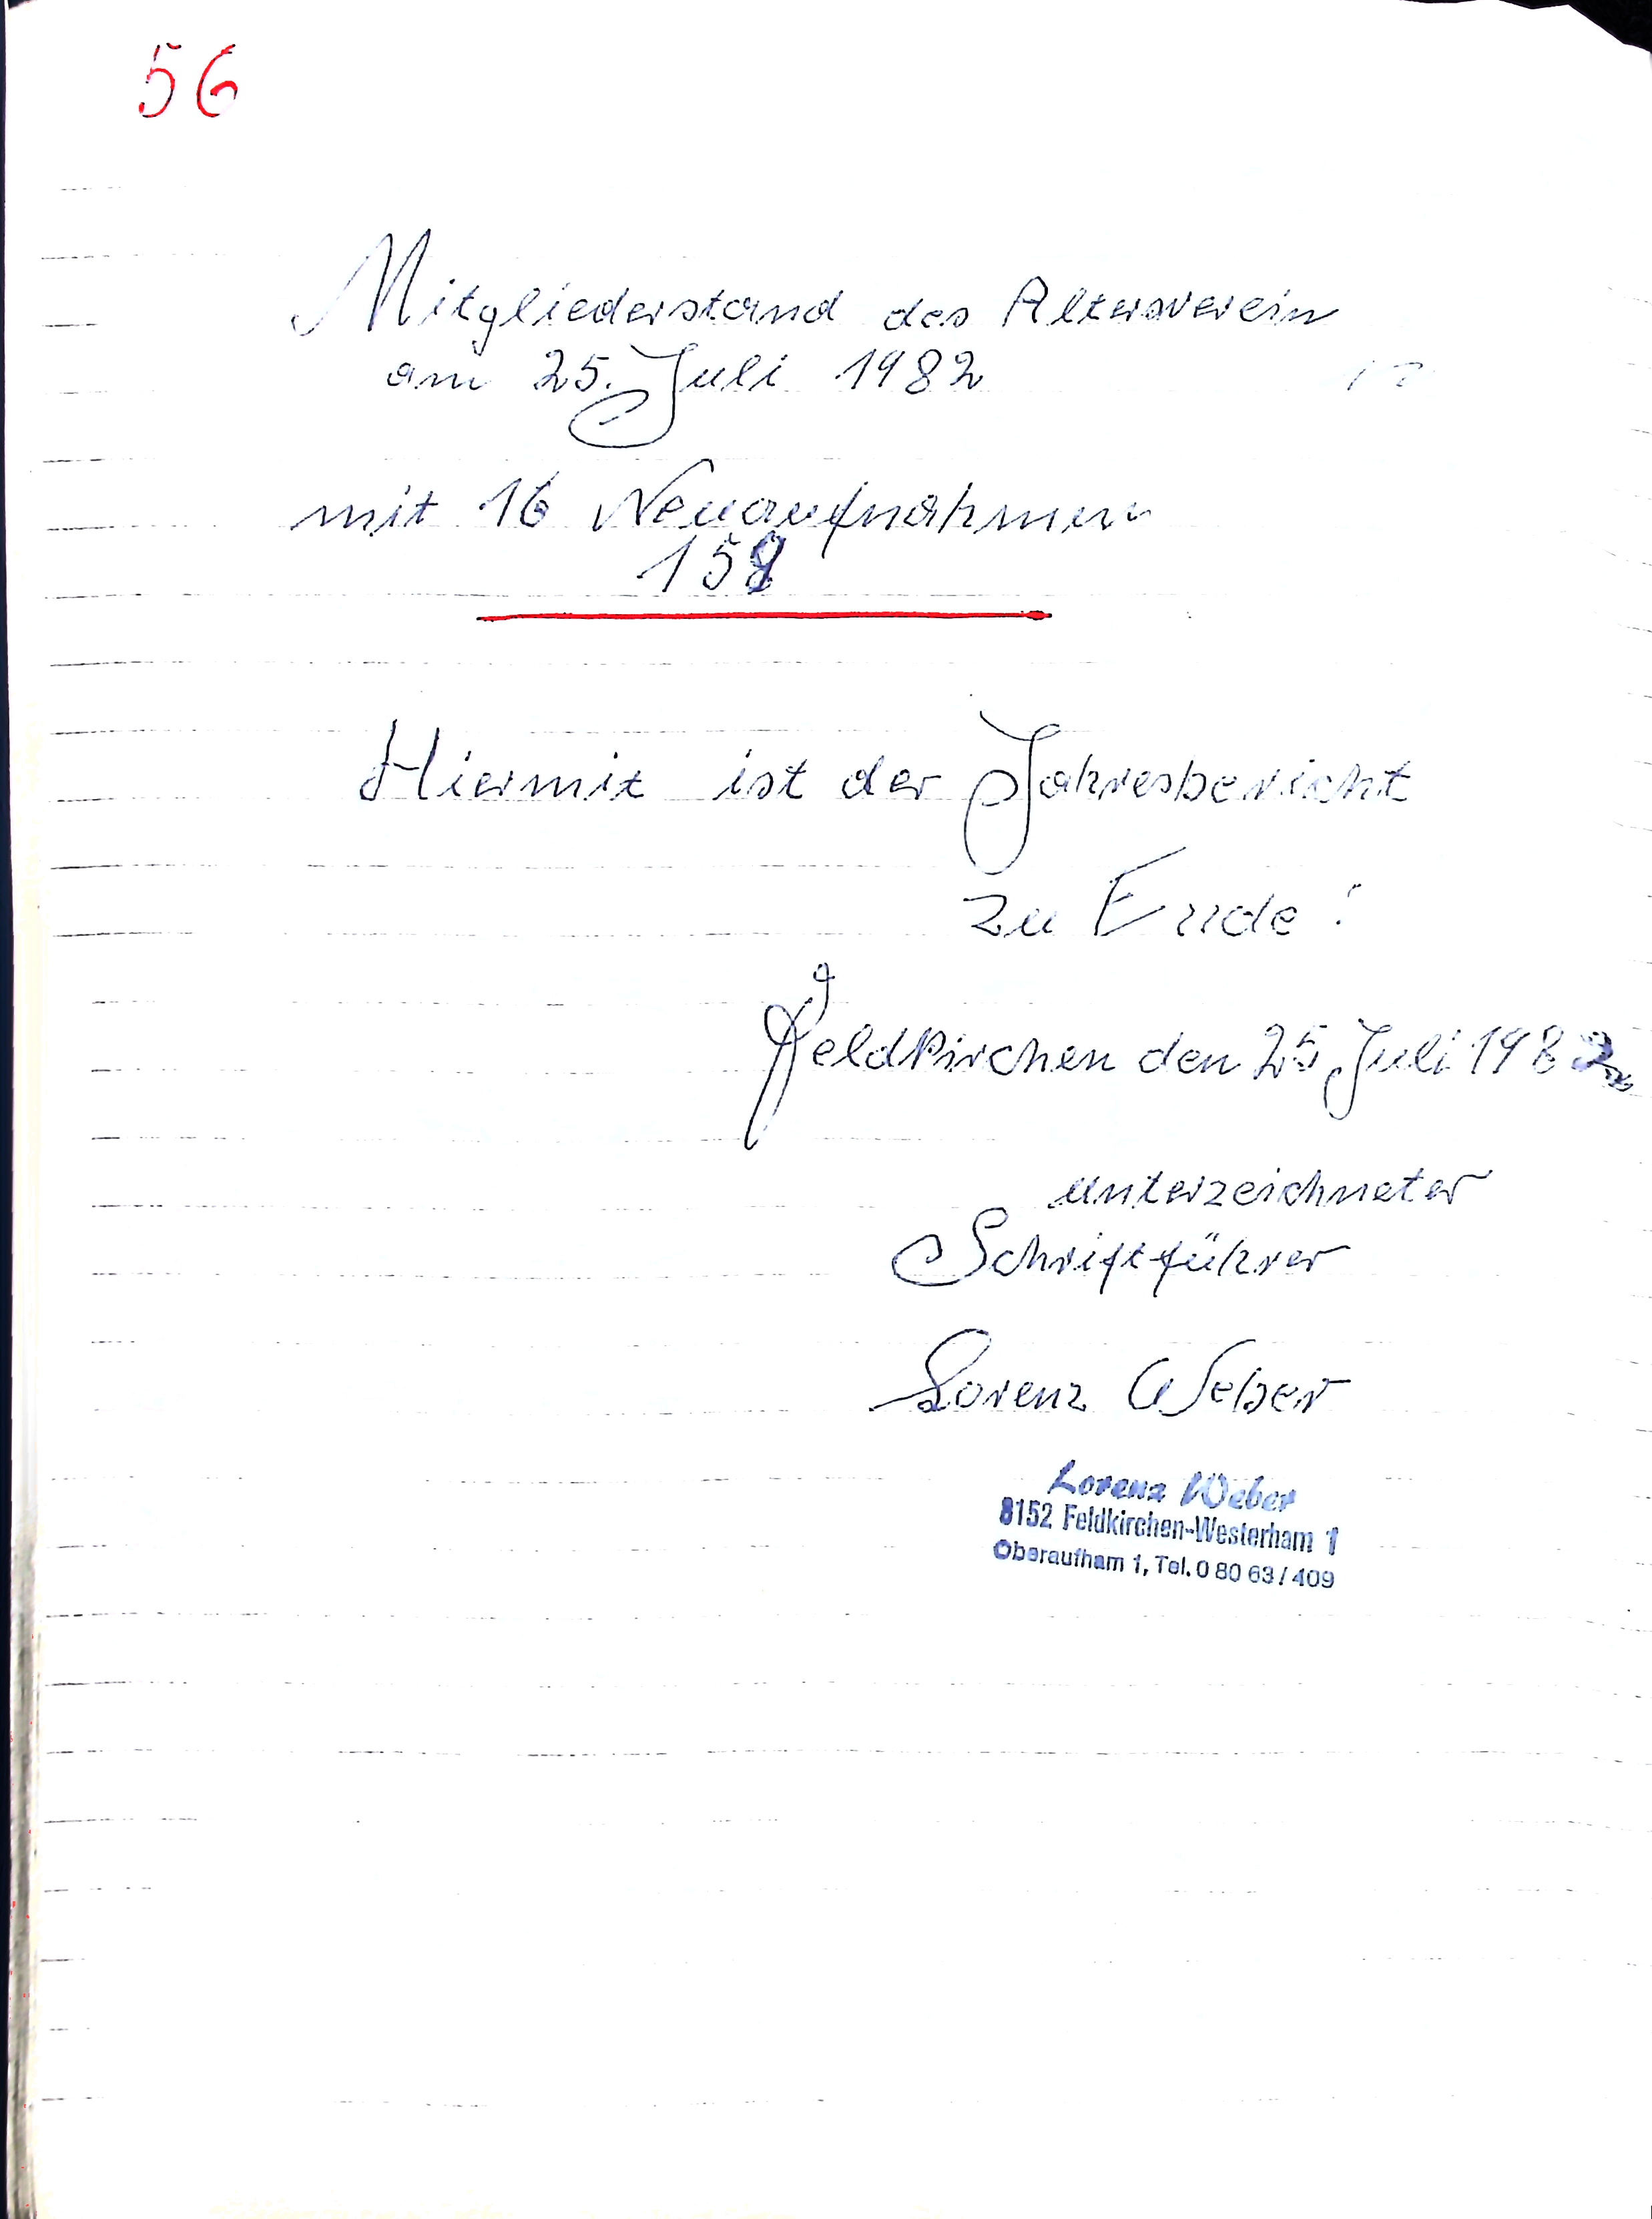 56
Mitgliederstand des Altersverein
am 25. Juli 1982
mit 16 Neuaufnahmen
Hiermit ist der Jahresbericht
zu Ende!
Feldkirchen den 25 Juli 1982
unterzeichneter
Schriftführer
Lorenz Weber
Lorenz Weber
8152 Feldkirchen-Westerham 1
Oberaufham 1, Tel. 0 80 63 / 409